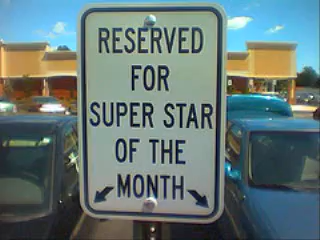 RESERVED
FOR
SUPER STAR
OF THE
MONTH